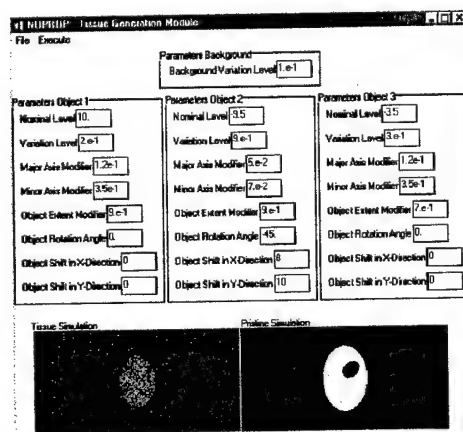 NUPROP Tissue Generation Module
File Execute
Parameters Background
Background Variation Level 1.e-1
Parameters Object 1
Nominal Level 10.
Variation Level 2.e-1
Major Axis Modifier 1.2e-1
Minor Axis Modifier 3.5e-1
Object Extent Modifier 9.e-1
Object Rotation Angle 0.
Object Shift in X-Direction 0
Object Shift in Y-Direction 0
Parameters Object 2
Nominal Level -9.5
Variation Level 9.e-1
Major Axis Modifier 5.e-2
Minor Axis Modifier 7.e-2
Object Extent Modifier 9.e-1
Object Rotation Angle -45.
Object Shift in X-Direction 8
Object Shift in Y-Direction 10
Parameters Object 3
Nominal Level -3.5
Variation Level 3.e-1
Major Axis Modifier 1.2e-1
Minor Axis Modifier 3.5e-1
Object Extent Modifier 7.e-1
Object Rotation Angle 0.
Object Shift in X-Direction 0
Object Shift in Y-Direction 0
Tissue Simulation
Pristine Simulation